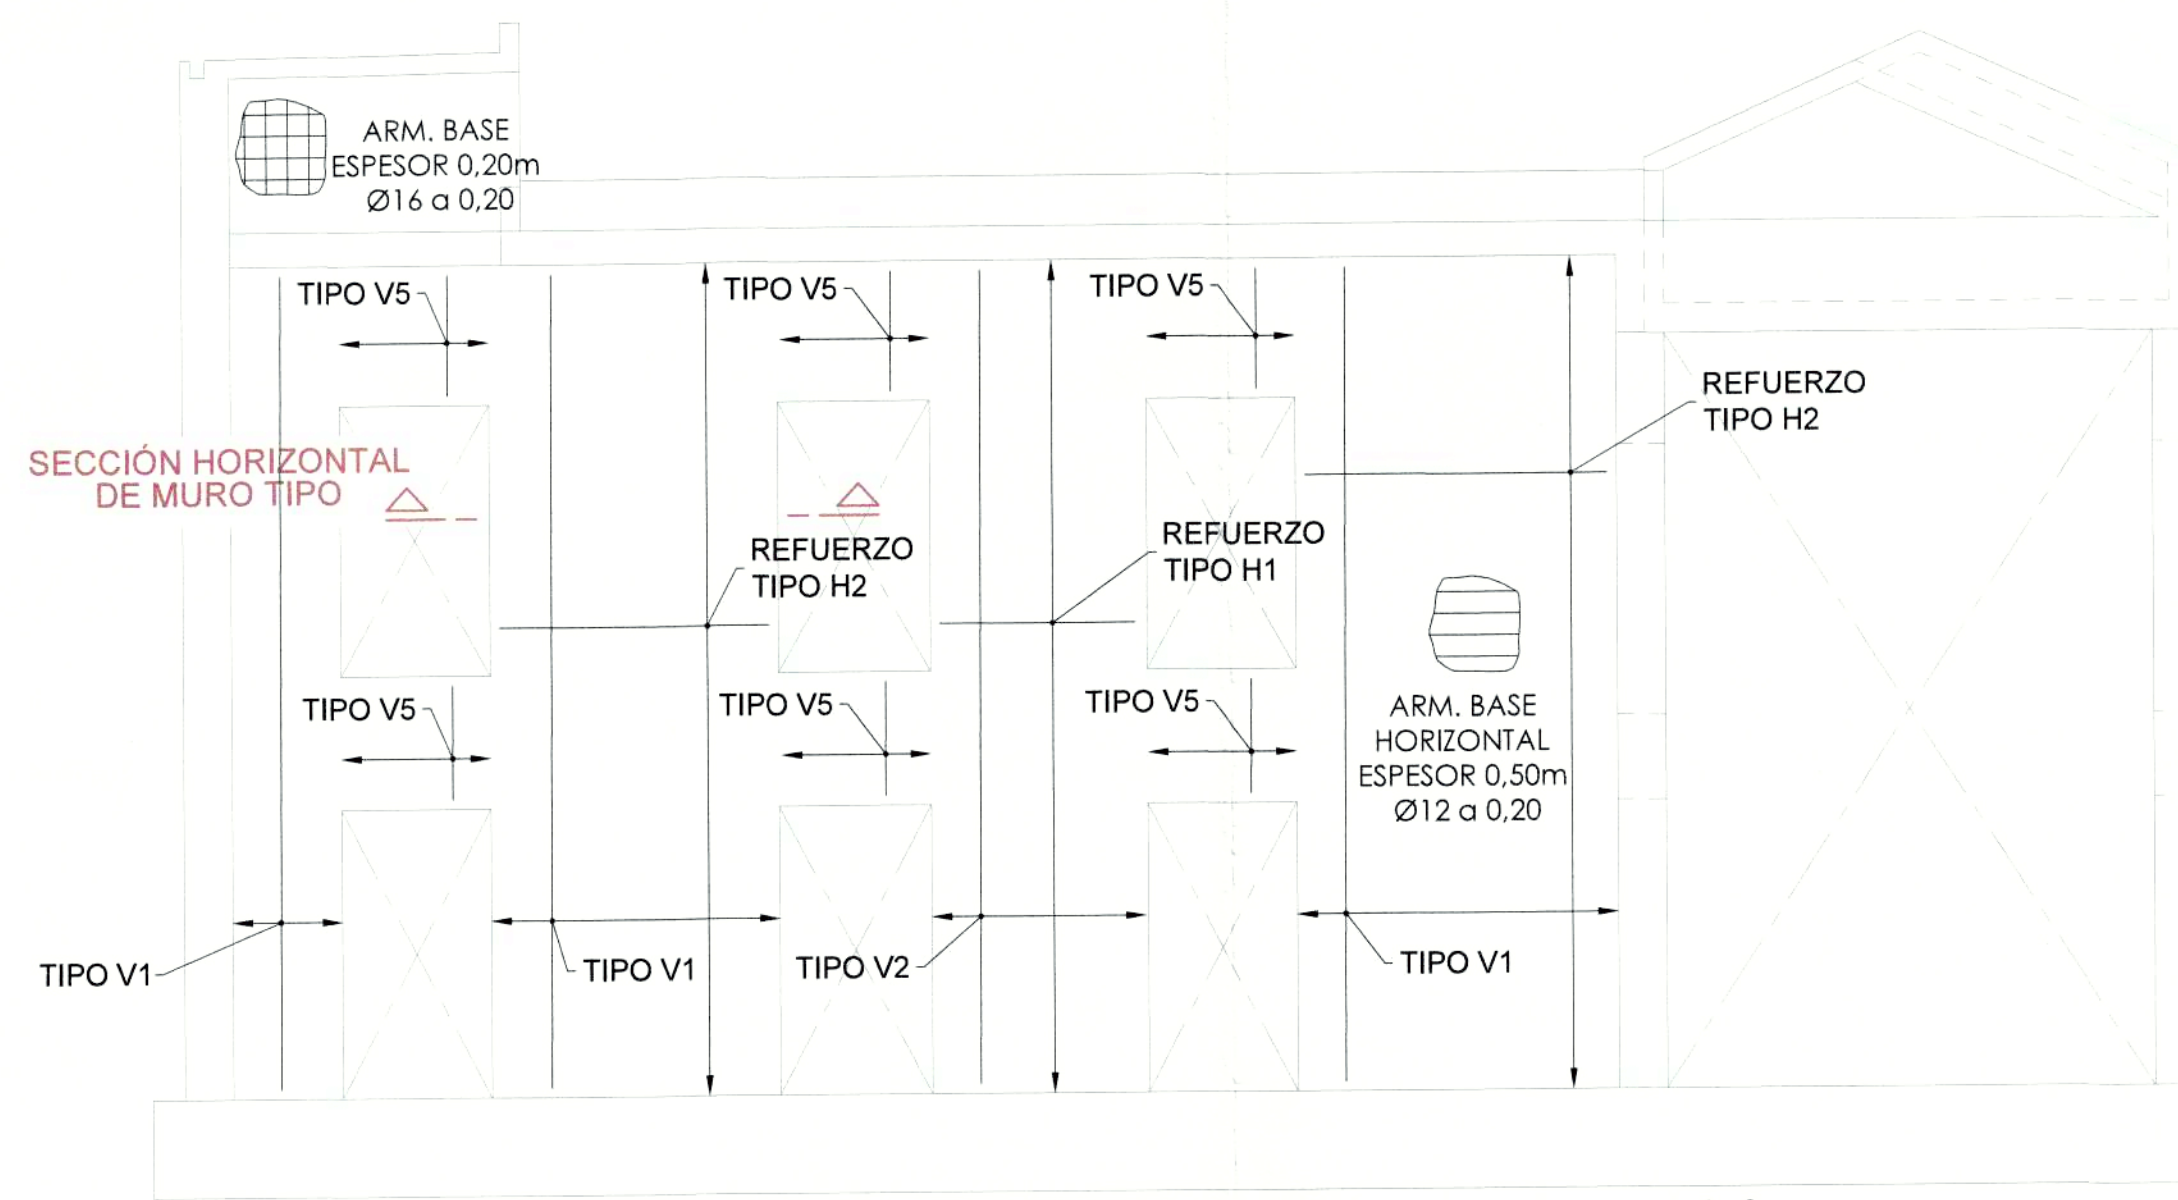 ARM. BASE
ESPESOR 0,20m
Ø16 a 0,20
TIPO V5
TIPO V5
TIPO V5
REFUERZO
TIPO H2
SECCIÓN HORIZONTAL
DE MURO TIPO
REFUERZO
TIPO H2
REFUERZO
TIPO H1
TIPO V5
TIPO V5
TIPO V5
ARM. BASE
HORIZONTAL
ESPESOR 0,50m
Ø12 a 0,20
TIPO V1
TIPO V1
TIPO V2
TIPO V1